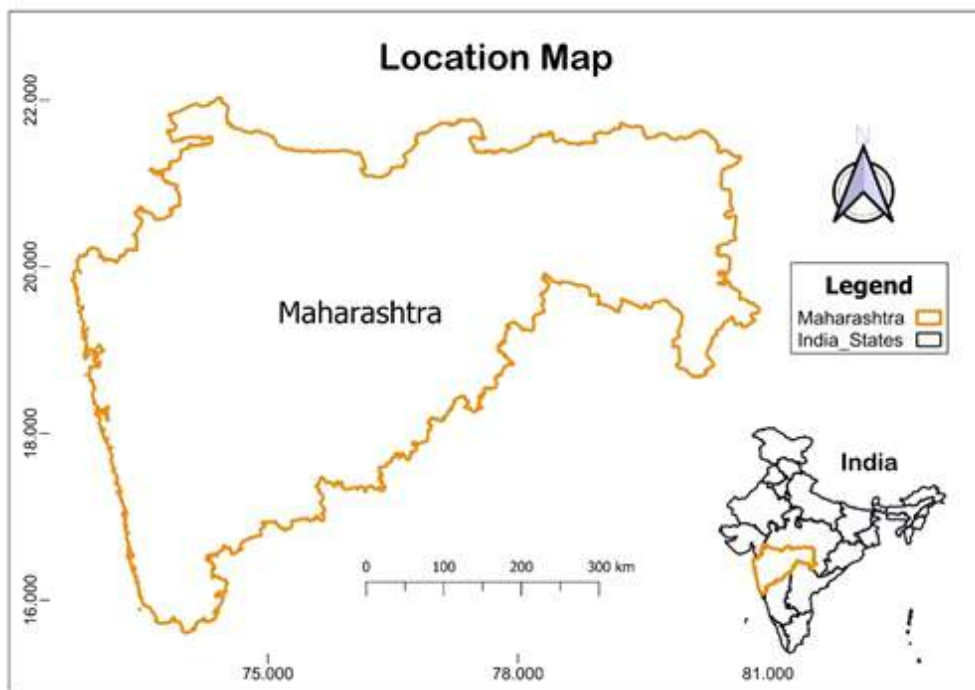 Location Map
22.000
20.000
18.000
16.000
N
Maharashtra
Legend
Maharashtra
India_States
India
0 100 200 300 km
75.000 78.000 81.000